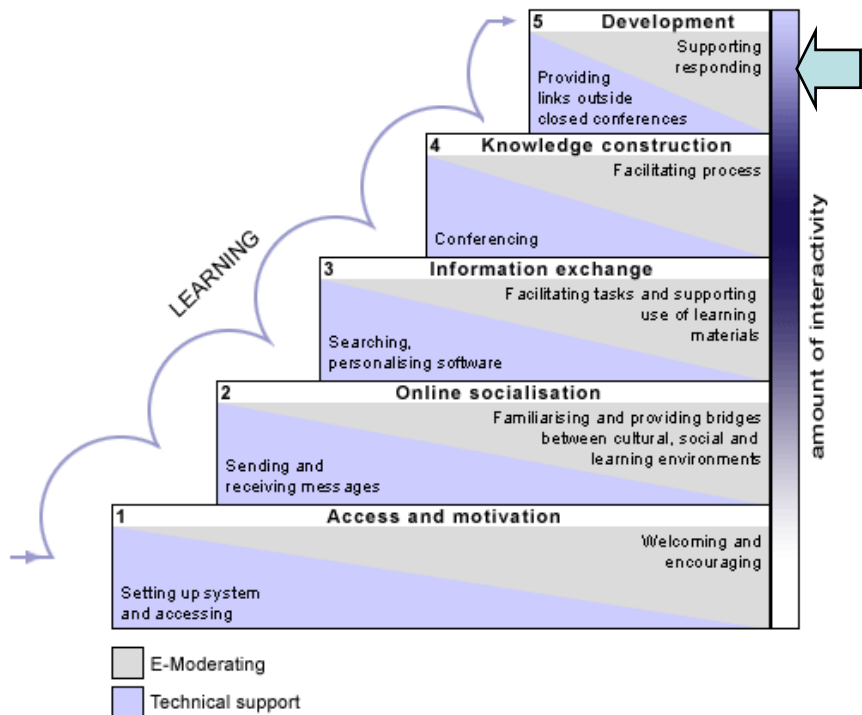 5 Development
Supporting
responding
Providing
links outside
closed conferences
4 Knowledge construction
Facilitating process
Conferencing
3 Information exchange
Facilitating tasks and supporting
use of learning
materials
Searching,
personalising software
2 Online socialisation
Familiarising and providing bridges
between cultural, social and
learning environments
Sending and
receiving messages
1 Access and motivation
Welcoming and
encouraging
Setting up system
and accessing
LEARNING
amount of interactivity
E-Moderating
Technical support